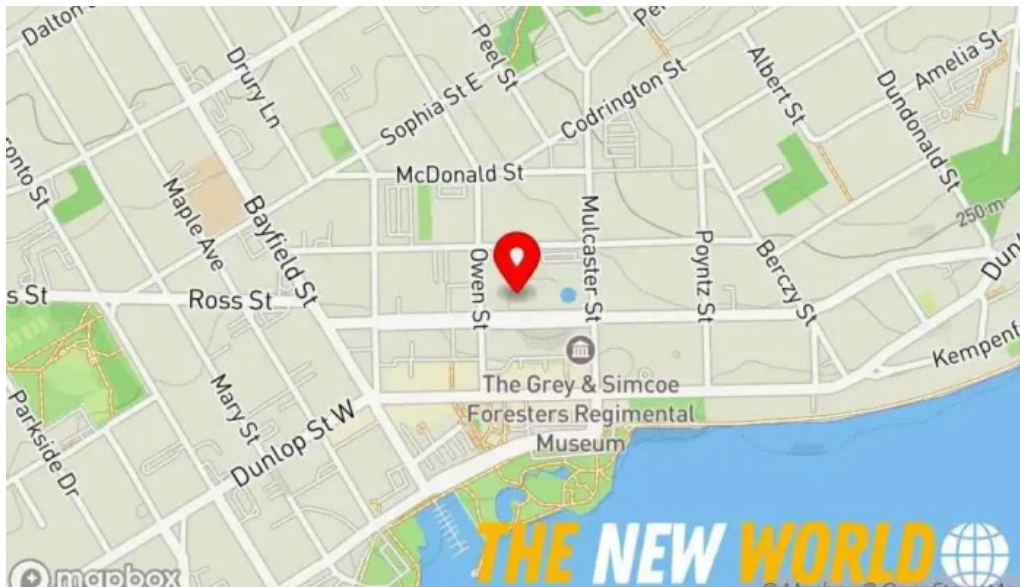 Dalton
Drury Ln
Peel St
Sophia St E
Codrington St
Albert St
Amelia St
Dundonald St
McDonald St
ronto St
Maple Ave
Bayfield St
Owen St
Mulcaster St
Poyntz St
Berczy St
250 m
s St
Ross St
Kempenf
The Grey & Simcoe
Foresters Regimental
Museum
Mary St
Dunlop St W
Parkside Dr
THE NEW WORLD
mapbox